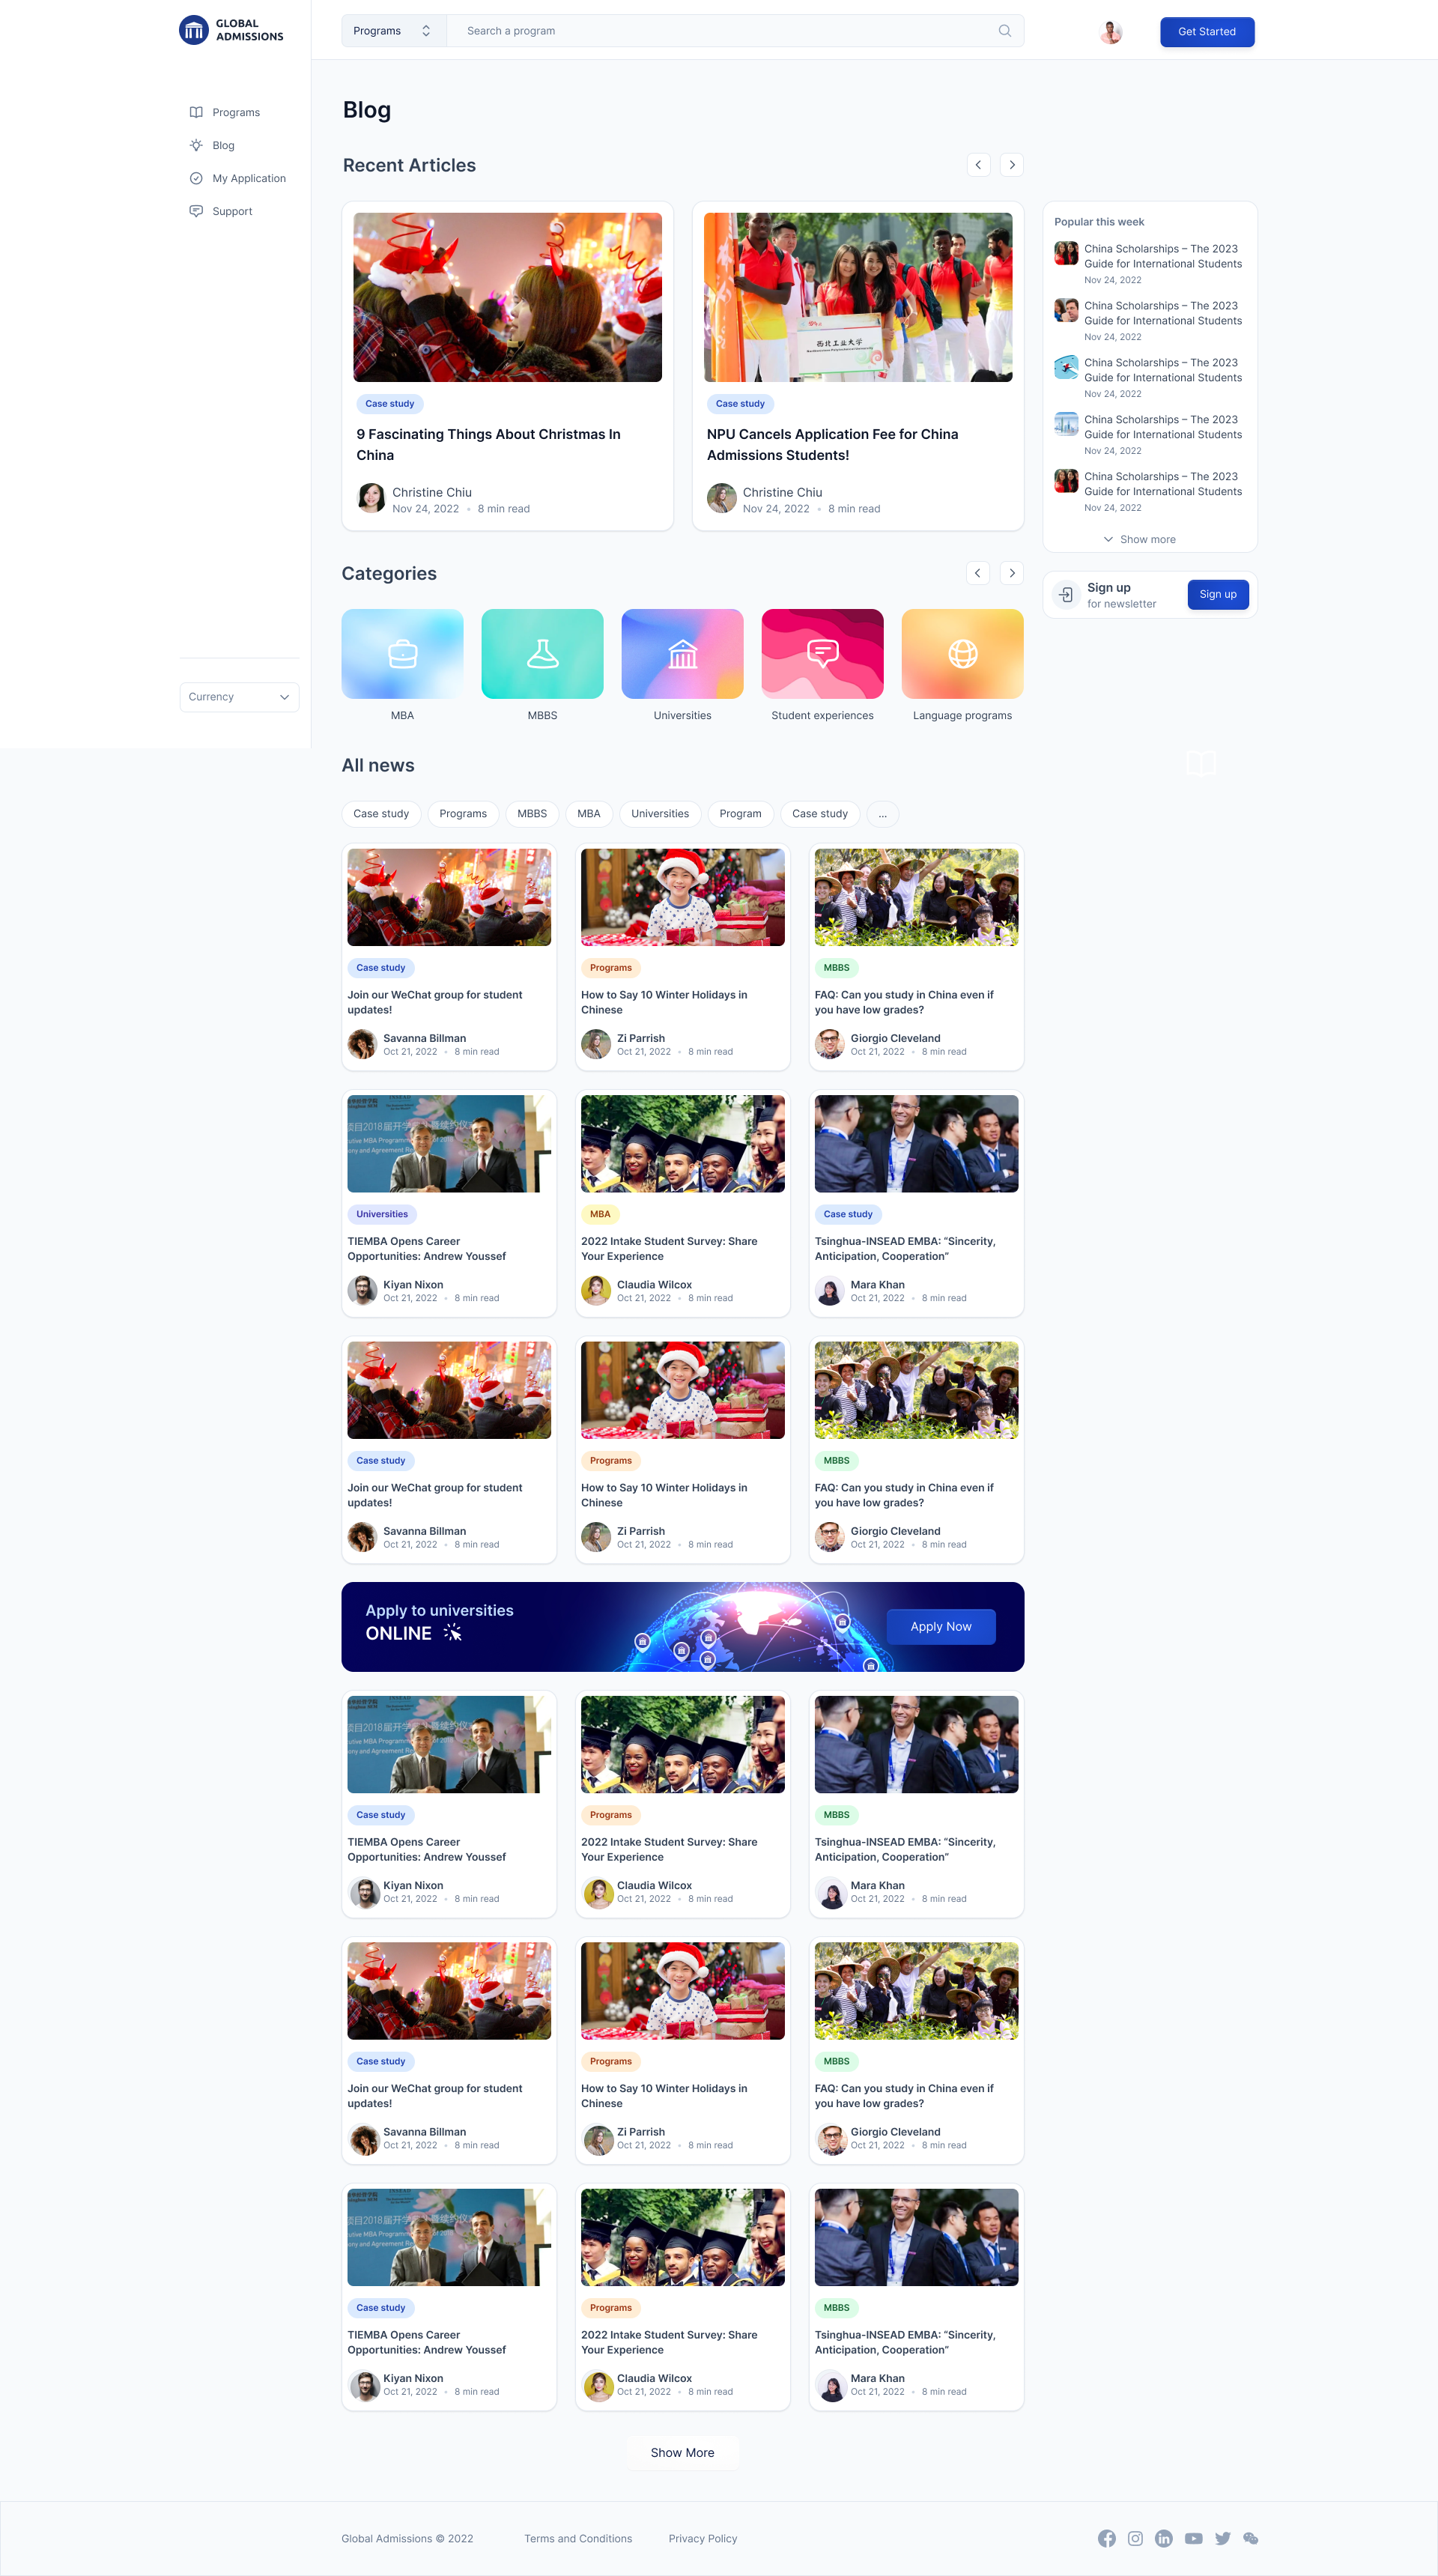 GLOBAL
ADMISSIONS
Programs
Search a program
Get Started
Programs
Blog
My Application
Support
Currency
Blog
Recent Articles
西北工业大学
Case study
9 Fascinating Things About Christmas In
China
Christine Chiu
Nov 24, 2022 • 8 min read
Case study
NPU Cancels Application Fee for China
Admissions Students!
Christine Chiu
Nov 24, 2022 • 8 min read
Popular this week
China Scholarships – The 2023
Guide for International Students
Nov 24, 2022
China Scholarships – The 2023
Guide for International Students
Nov 24, 2022
China Scholarships – The 2023
Guide for International Students
Nov 24, 2022
China Scholarships – The 2023
Guide for International Students
Nov 24, 2022
China Scholarships – The 2023
Guide for International Students
Nov 24, 2022
Show more
Sign up
for newsletter
Sign up
Categories
MBA
MBBS
Universities
Student experiences
Language programs
All news
Case study
Programs
MBBS
MBA
Universities
Program
Case study
...
Case study
Join our WeChat group for student
updates!
Savanna Billman
Oct 21, 2022 • 8 min read
Programs
How to Say 10 Winter Holidays in
Chinese
Zi Parrish
Oct 21, 2022 • 8 min read
MBBS
FAQ: Can you study in China even if
you have low grades?
Giorgio Cleveland
Oct 21, 2022 • 8 min read
Universities
TIEMBA Opens Career
Opportunities: Andrew Youssef
Kiyan Nixon
Oct 21, 2022 • 8 min read
MBA
2022 Intake Student Survey: Share
Your Experience
Claudia Wilcox
Oct 21, 2022 • 8 min read
Case study
Tsinghua-INSEAD EMBA: “Sincerity,
Anticipation, Cooperation”
Mara Khan
Oct 21, 2022 • 8 min read
Case study
Join our WeChat group for student
updates!
Savanna Billman
Oct 21, 2022 • 8 min read
Programs
How to Say 10 Winter Holidays in
Chinese
Zi Parrish
Oct 21, 2022 • 8 min read
MBBS
FAQ: Can you study in China even if
you have low grades?
Giorgio Cleveland
Oct 21, 2022 • 8 min read
Apply to universities
ONLINE
Apply Now
Case study
TIEMBA Opens Career
Opportunities: Andrew Youssef
Kiyan Nixon
Oct 21, 2022 • 8 min read
Programs
2022 Intake Student Survey: Share
Your Experience
Claudia Wilcox
Oct 21, 2022 • 8 min read
MBBS
Tsinghua-INSEAD EMBA: “Sincerity,
Anticipation, Cooperation”
Mara Khan
Oct 21, 2022 • 8 min read
Case study
Join our WeChat group for student
updates!
Savanna Billman
Oct 21, 2022 • 8 min read
Programs
How to Say 10 Winter Holidays in
Chinese
Zi Parrish
Oct 21, 2022 • 8 min read
MBBS
FAQ: Can you study in China even if
you have low grades?
Giorgio Cleveland
Oct 21, 2022 • 8 min read
Case study
TIEMBA Opens Career
Opportunities: Andrew Youssef
Kiyan Nixon
Oct 21, 2022 • 8 min read
Programs
2022 Intake Student Survey: Share
Your Experience
Claudia Wilcox
Oct 21, 2022 • 8 min read
MBBS
Tsinghua-INSEAD EMBA: “Sincerity,
Anticipation, Cooperation”
Mara Khan
Oct 21, 2022 • 8 min read
Show More
Global Admissions © 2022
Terms and Conditions
Privacy Policy